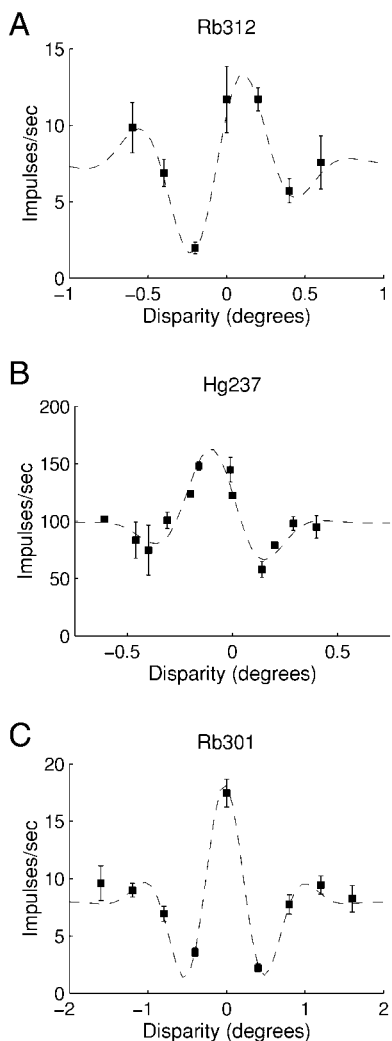 A
Rb312
15
10
5
0
Impulses/sec
-1 -0.5 0 0.5 1
Disparity (degrees)
B
Hg237
200
150
100
50
0
Impulses/sec
-0.5 0 0.5
Disparity (degrees)
C
Rb301
20
15
10
5
0
Impulses/sec
-2 -1 0 1 2
Disparity (degrees)